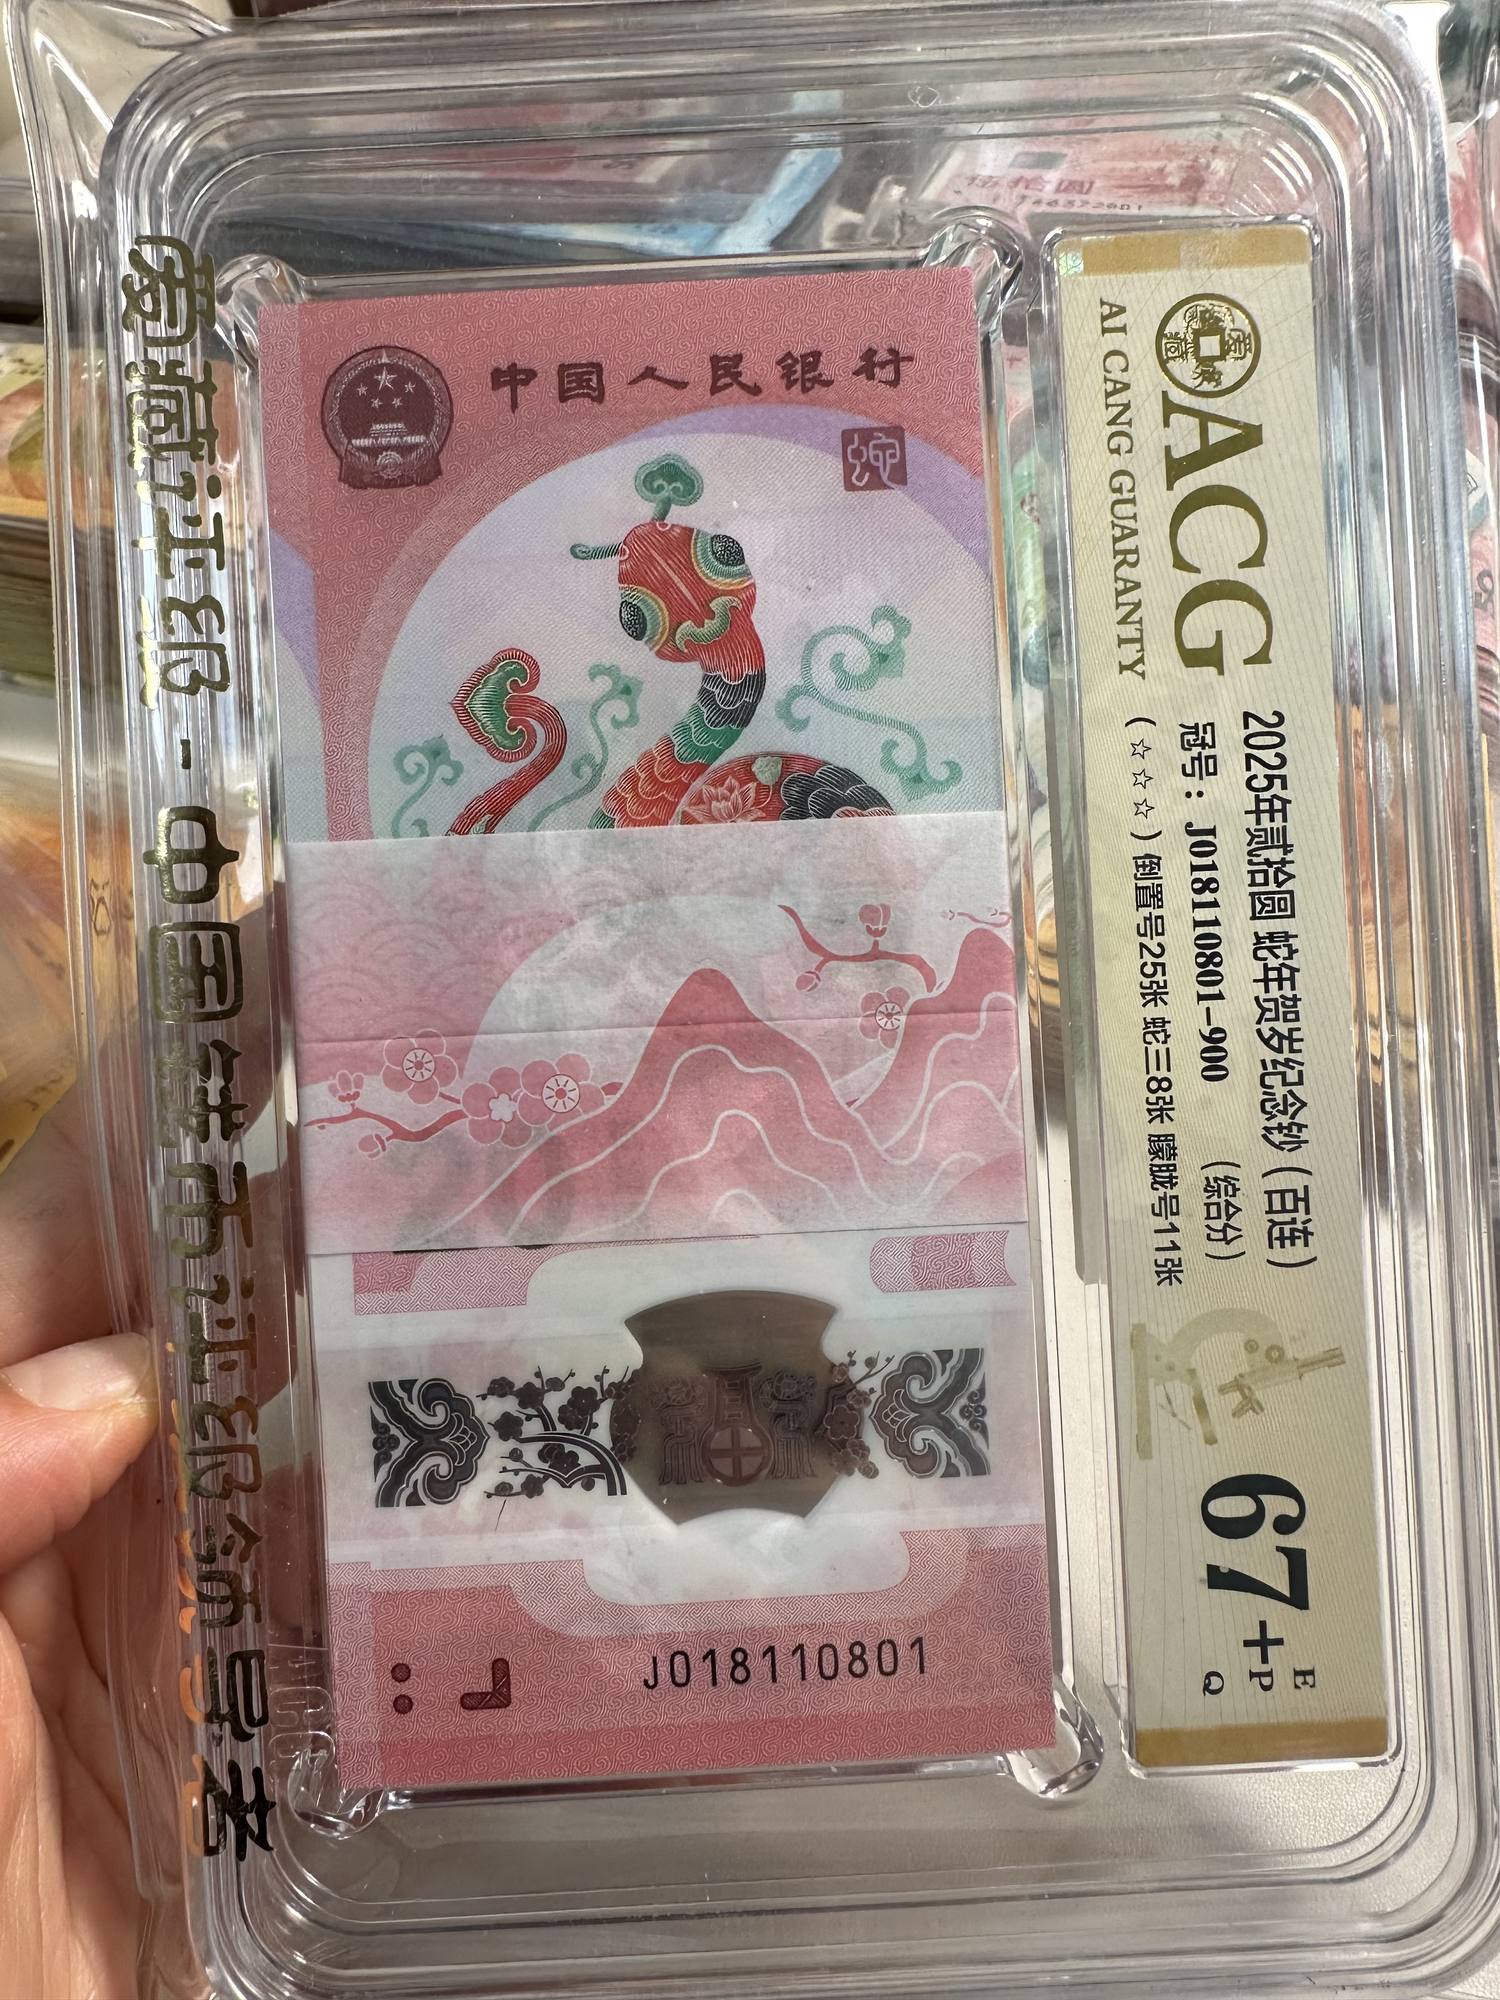 中国人民银行
蛇
J018110801
ACG
AI CANG GUARANTY
2025年贰拾圆 蛇年贺岁纪念钞（百连）
冠号：J018110801-900 （综合分）
（☆☆☆）倒置号25张 蛇三8张 朦胧号11张
67+
E
P
Q
爱藏评级-中国钱币评级领导者
伍拾圆